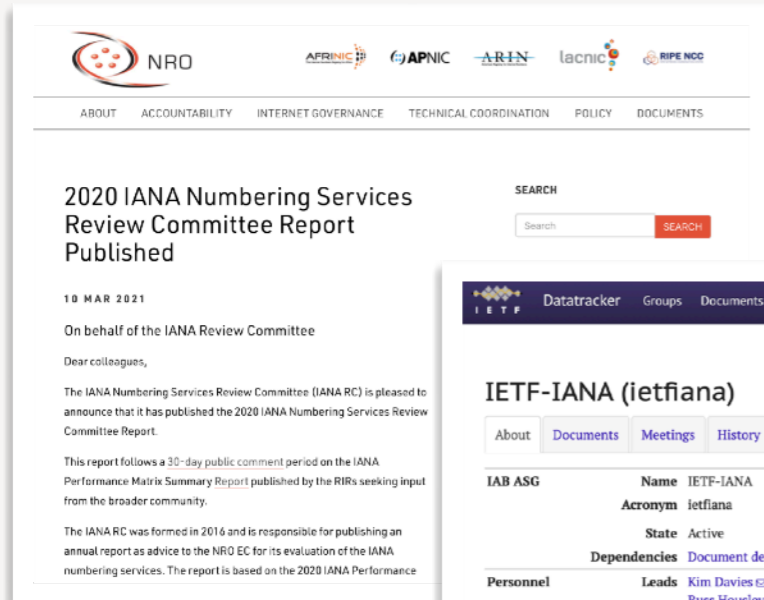 NRO
AFRINIC
APNIC
ARIN
lacnic
RIPE NCC
ABOUT ACCOUNTABILITY INTERNET GOVERNANCE TECHNICAL COORDINATION POLICY DOCUMENTS
2020 IANA Numbering Services
Review Committee Report
Published
10 MAR 2021
On behalf of the IANA Review Committee
Dear colleagues,
The IANA Numbering Services Review Committee (IANA RC) is pleased to
announce that it has published the 2020 IANA Numbering Services Review
Committee Report.
This report follows a 30-day public comment period on the IANA
Performance Matrix Summary Report published by the RIRs seeking input
from the broader community.
The IANA RC was formed in 2016 and is responsible for publishing an
annual report as advice to the NRO EC for its evaluation of the IANA
numbering services. The report is based on the 2020 IANA Performance
SEARCH
Search SEARCH
IETF Datatracker Groups Documents
IETF-IANA (ietfiana)
About Documents Meetings History
IAB ASG Name IETF-IANA
Acronym ietfiana
State Active
Dependencies Document de
Personnel Leads Kim Davies
Russ Housley